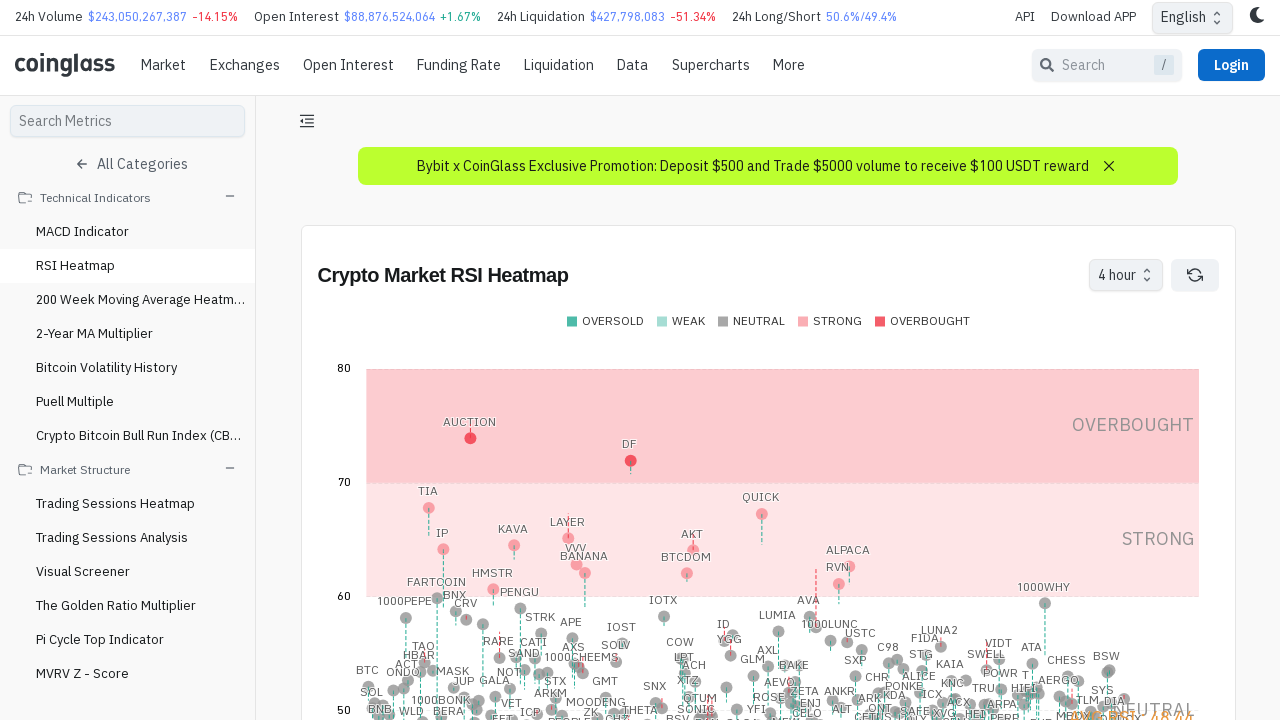 24h Volume $243,050,267,387 -14.15% Open Interest $88,876,524,064 +1.67% 24h Liquidation $427,798,083 -51.34% 24h Long/Short 50.6%/49.4% API Download APP English
coinglass Market Exchanges Open Interest Funding Rate Liquidation Data Supercharts More Search / Login
Search Metrics
All Categories
Bybit x CoinGlass Exclusive Promotion: Deposit $500 and Trade $5000 volume to receive $100 USDT reward
Technical Indicators
MACD Indicator
RSI Heatmap
200 Week Moving Average Heatm...
2-Year MA Multiplier
Bitcoin Volatility History
Puell Multiple
Crypto Bitcoin Bull Run Index (CB...
Market Structure
Trading Sessions Heatmap
Trading Sessions Analysis
Visual Screener
The Golden Ratio Multiplier
Pi Cycle Top Indicator
MVRV Z - Score
Crypto Market RSI Heatmap 4 hour
OVERSOLD WEAK NEUTRAL STRONG OVERBOUGHT
80
AUCTION OVERBOUGHT
DF
70
TIA QUICK
LAYER
IP KAVA AKT STRONG
VVV ALPACA
BANANA BTCDOM
HMSTR RVN
FARTCOIN 1000WHY
60
PENGU
BNX
1000PEPE CRV IOTX AVA
STRK LUMIA
APE ID 1000LUNC
IOST USTC LUNA2
RARE CATI COW YGG FIDA VIDT
TAO SOLV AXL C98 ATA
HBAR SAND 1000CHEEMS LPT GLM SXP STG SWELL CHESS BSW
ACT ACH BAKE KAIA
BTC ONDO MASK NOT XTZ CHR ALICE POWR T
JUP GALA STX GMT AEVO KNC AERGO
SOL ARKM SNX ZETA ANKR PONKE TRU HIFI SYS
1000BONK VET MOODENG QTUM ROSE ENJ ARK KDA ICX ACX ARPA TLM DIA
50
BNB WLD BERA ICP ZK THETA SONIC YFI ALT ONT NEUTRAL